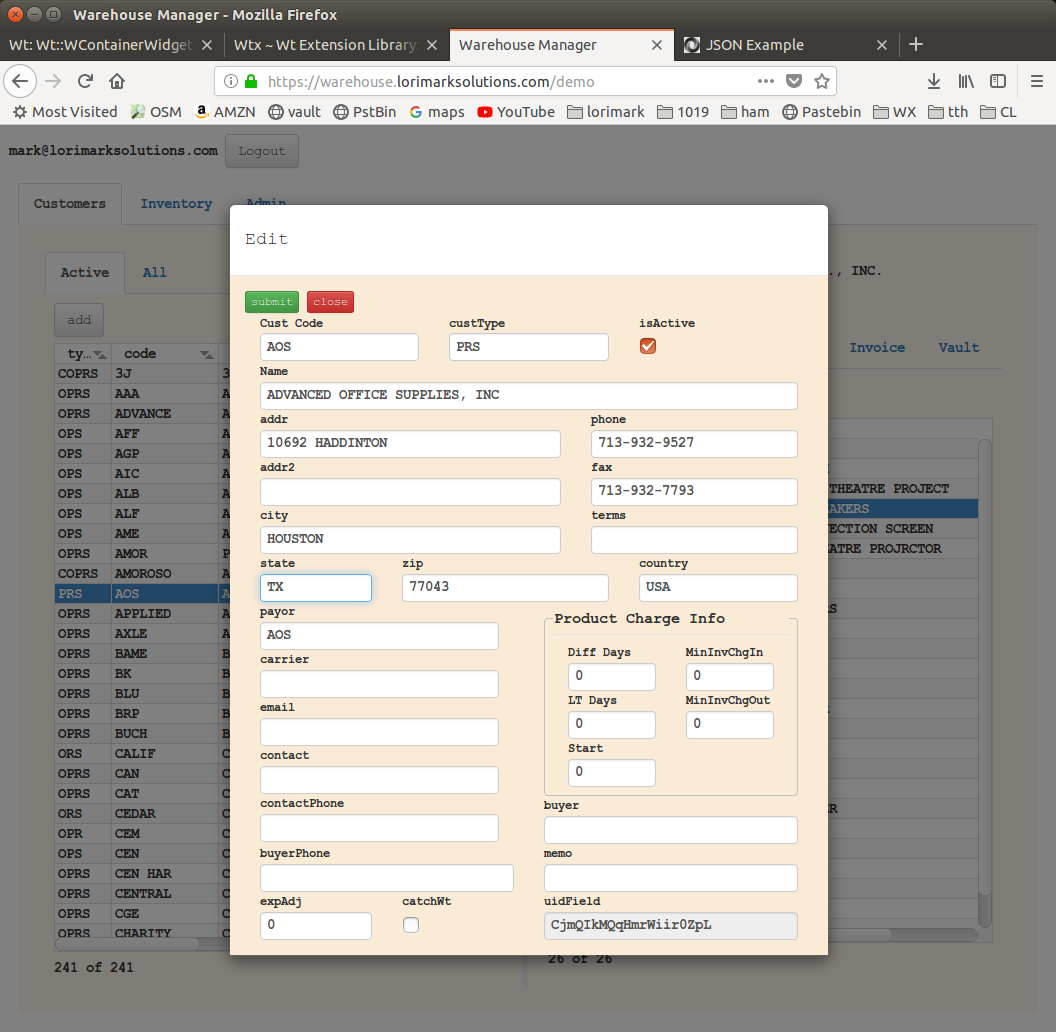 Warehouse Manager - Mozilla Firefox
Wt: Wt::WContainerWidget
Wtx ~ Wt Extension Library:
Warehouse Manager
JSON Example
https://warehouse.lorimarksolutions.com/demo
Most Visited OSM AMZN vault PstBin maps YouTube lorimark 1019 ham Pastebin WX tth CL
mark@lorimarksolutions.com Logout
Customers Inventory Admin
Edit
Active All
., INC.
add
submit close
Cust Code custType isActive
AOS PRS
Invoice Vault
ty... code
Name
ADVANCED OFFICE SUPPLIES, INC
addr phone
10692 HADDINTON 713-932-9527
addr2 fax
713-932-7793
city terms
HOUSTON
state zip country
TX 77043 USA
payor
AOS
Product Charge Info
carrier
Diff Days MinInvChgIn
0 0
email
LT Days MinInvChgOut
0 0
contact
Start
0
contactPhone buyer
buyerPhone memo
expAdj catchWt uidField
0 CjmQIkMQqHmrWiir0ZpL
COPRS 3J 3
OPRS AAA A
OPRS ADVANCE A
OPS AFF A
OPS AGP A
OPS AIC A
OPS ALB A
OPS ALF A
OPS AME A
OPRS AMOR P
COPRS AMOROSO A
PRS AOS A
OPRS APPLIED A
OPRS AXLE A
OPRS BAME B
OPRS BK B
OPRS BLU B
OPRS BRP B
OPRS BUCH B
ORS CALIF C
OPRS CAN C
OPRS CAT C
ORS CEDAR C
OPR CEM C
OPS CEN C
OPRS CEN HAR C
OPRS CENTRAL C
OPRS CGE C
OPRS CHARITY C
THEATRE PROJECT
EAKERS
ECTION SCREEN
ATRE PROJRCTOR
241 of 241
26 of 26